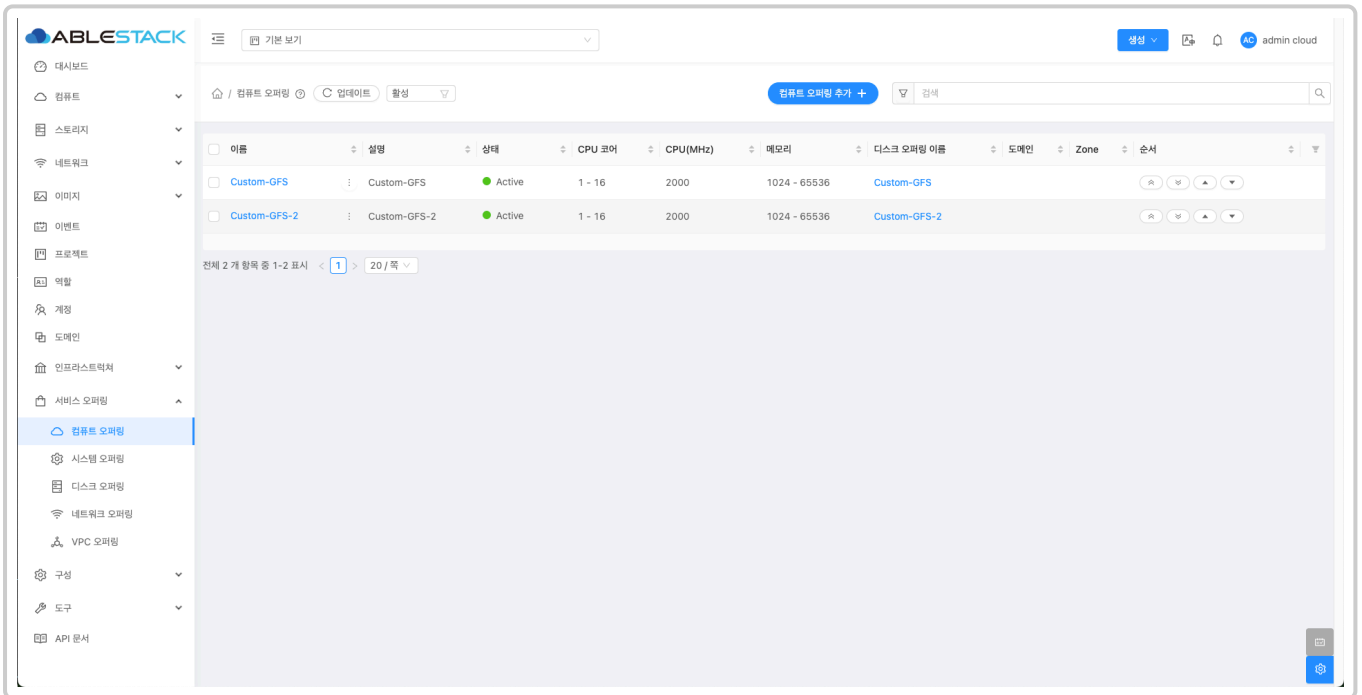 ABLESTACK
기본 보기
생성
AC admin cloud
대시보드
컴퓨트
스토리지
네트워크
이미지
이벤트
프로젝트
역할
계정
도메인
인프라스트럭쳐
서비스 오퍼링
컴퓨트 오퍼링
시스템 오퍼링
디스크 오퍼링
네트워크 오퍼링
VPC 오퍼링
구성
도구
API 문서
/ 컴퓨트 오퍼링 업데이트 활성
컴퓨트 오퍼링 추가 +
검색
이름 설명 상태 CPU 코어 CPU(MHz) 메모리 디스크 오퍼링 이름 도메인 Zone 순서
Custom-GFS Custom-GFS Active 1 - 16 2000 1024 - 65536 Custom-GFS
Custom-GFS-2 Custom-GFS-2 Active 1 - 16 2000 1024 - 65536 Custom-GFS-2
전체 2 개 항목 중 1-2 표시 < 1 > 20 / 쪽